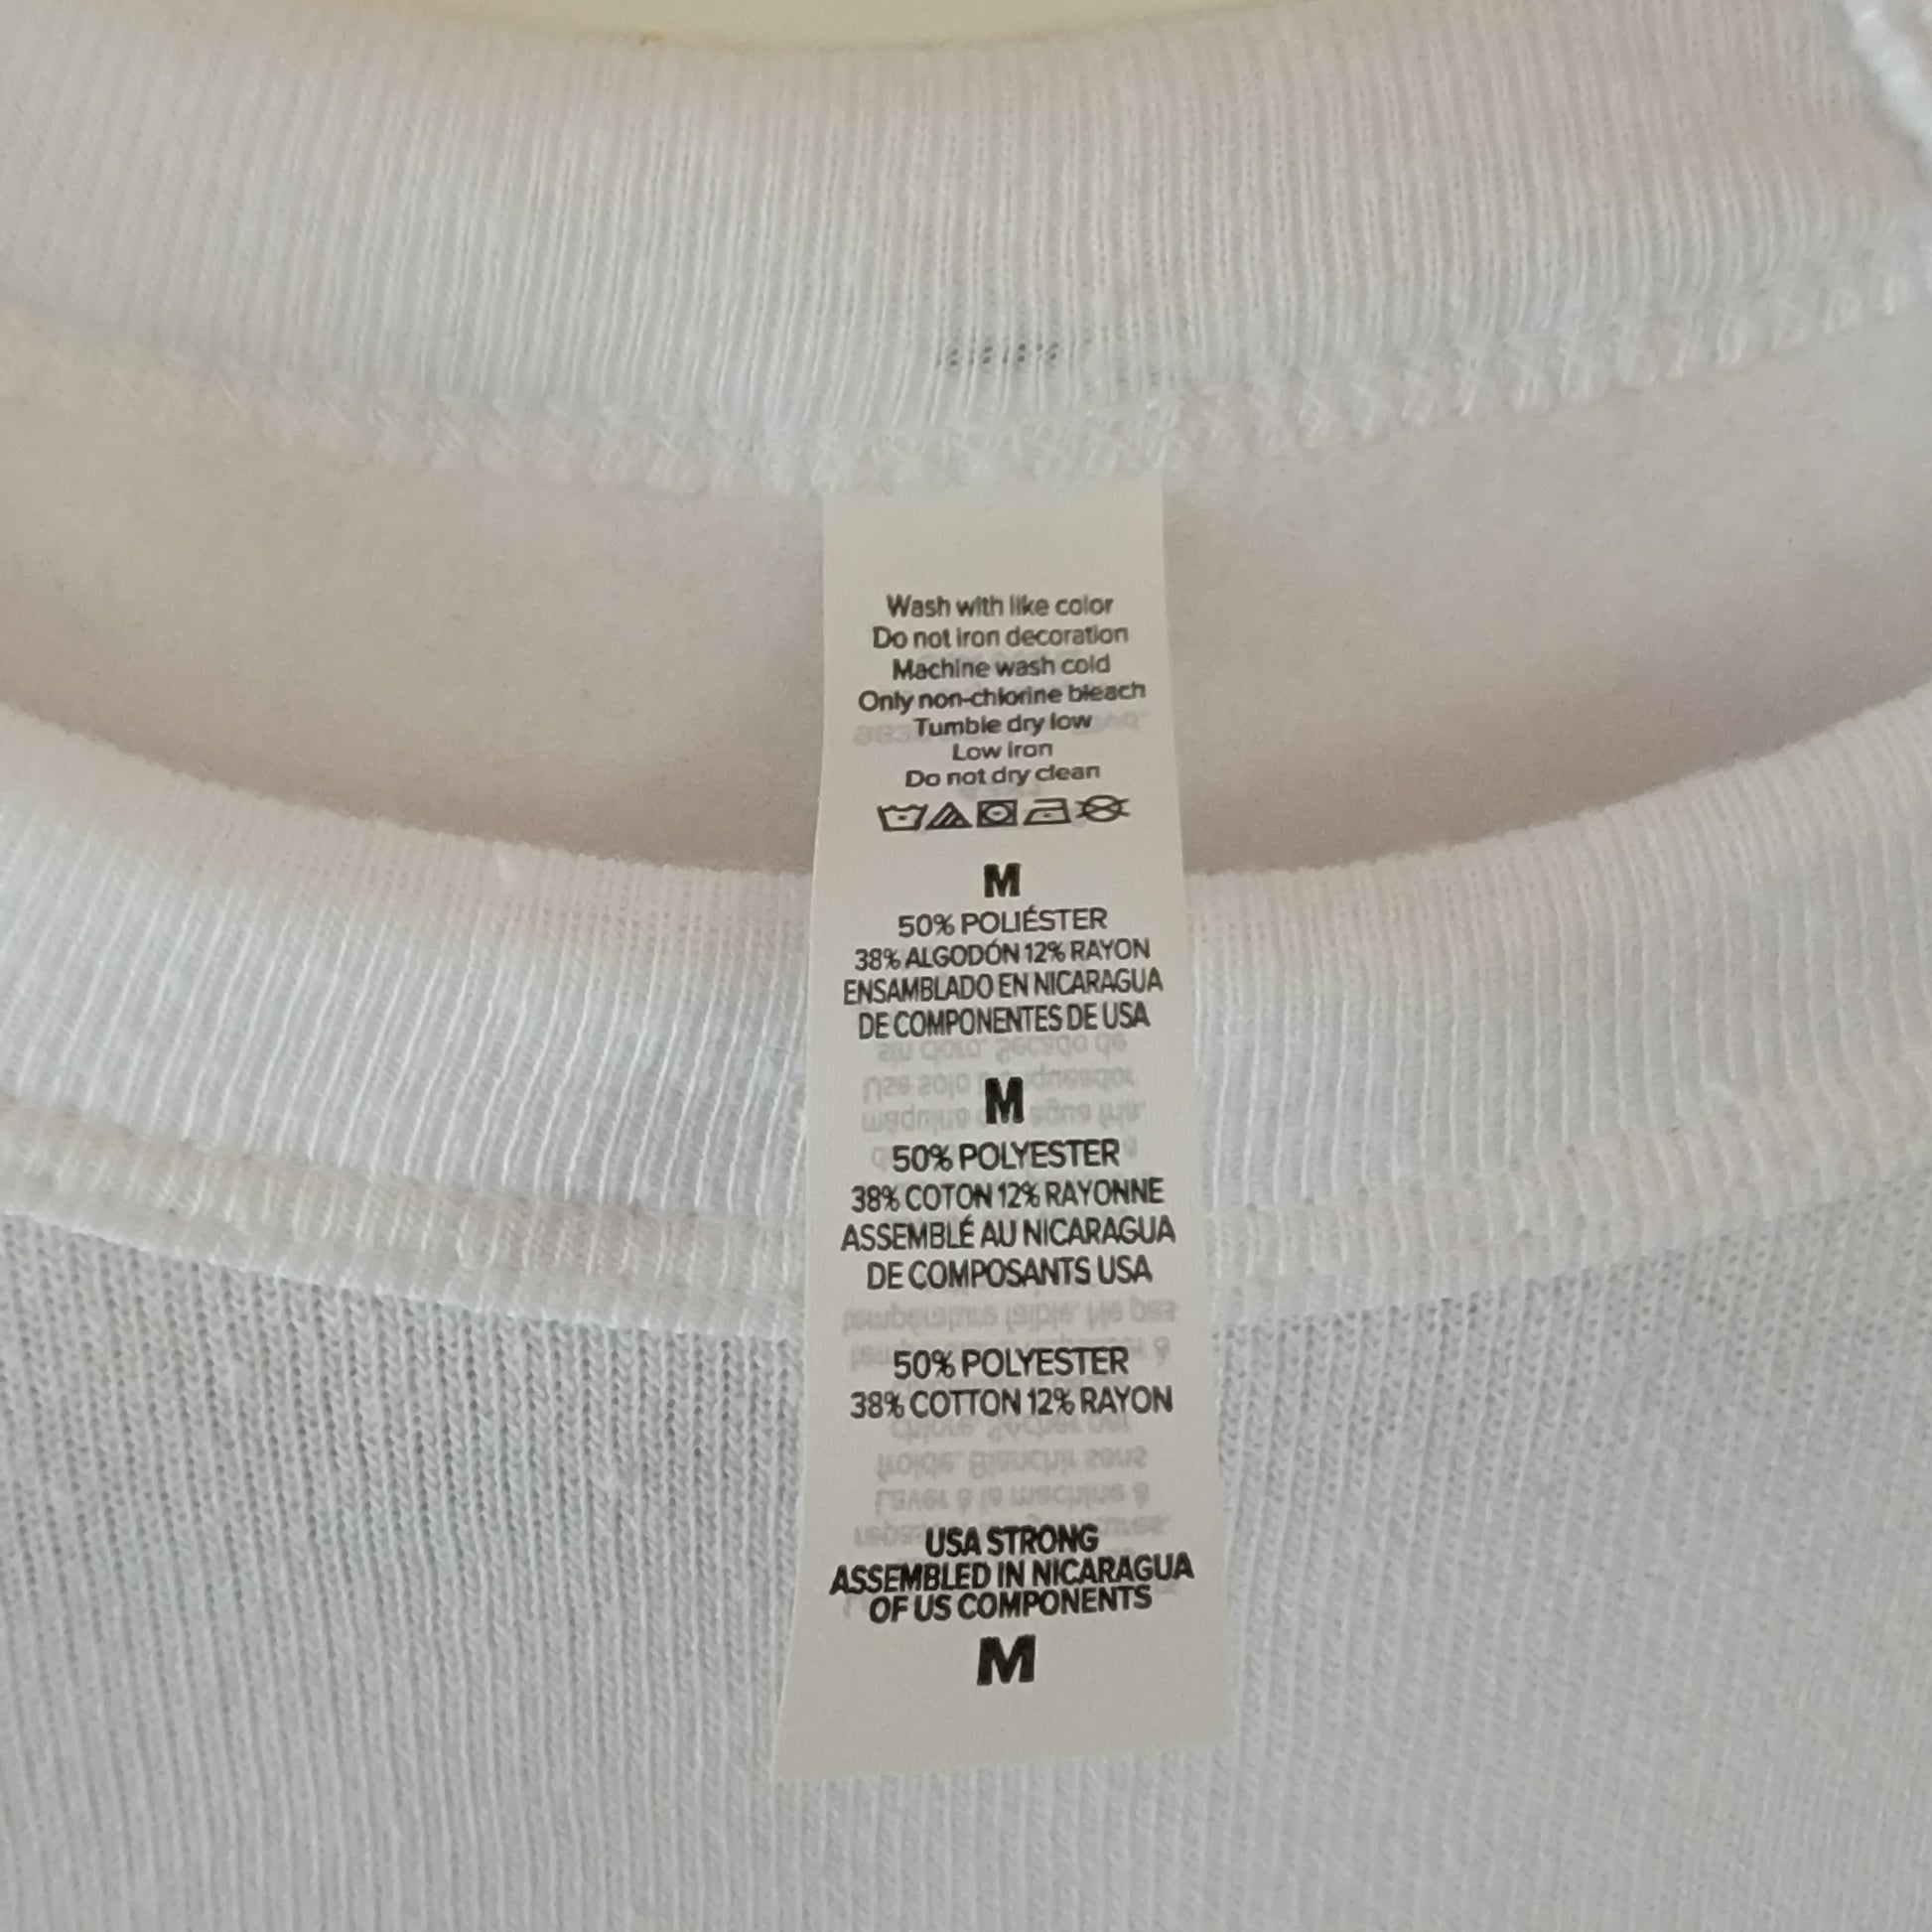 Wash with like color
Do not iron decoration
Machine wash cold
Only non-chlorine bleach
Tumble dry low
Low iron
Do not dry clean
M
50% POLIÉSTER
38% ALGODÓN 12% RAYON
ENSAMBLADO EN NICARAGUA
DE COMPONENTES DE USA
M
50% POLYESTER
38% COTON 12% RAYONNE
ASSEMBLÉ AU NICARAGUA
DE COMPOSANTS USA
50% POLYESTER
38% COTTON 12% RAYON
USA STRONG
ASSEMBLED IN NICARAGUA
OF US COMPONENTS
M